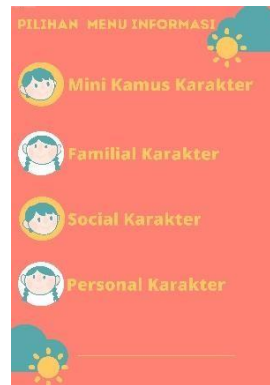 PILIHAN MENU INFORMASI
Mini Kamus Karakter
Familial Karakter
Social Karakter
Personal Karakter